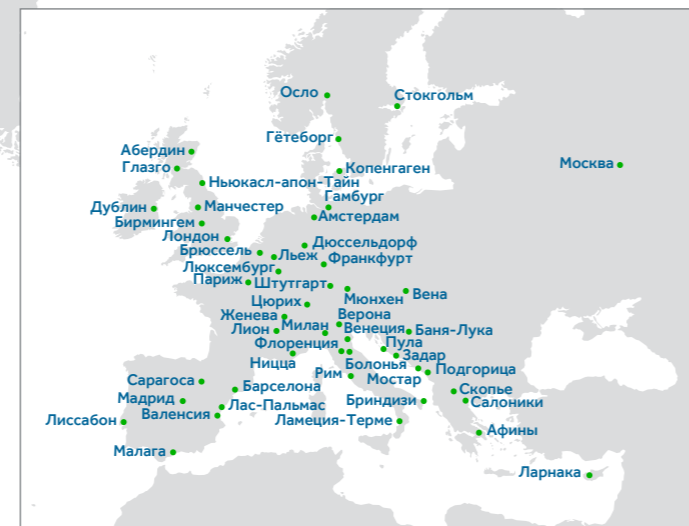 Осло
Стокгольм
Гётеборг
Абердин
Глазго
Копенгаген
Москва
Ньюкасл-апон-Тайн
Гамбург
Дублин
Манчестер
Амстердам
Бирмингем
Лондон
Дюссельдорф
Брюссель
Льеж
Франкфурт
Люксембург
Париж
Штутгарт
Мюнхен
Вена
Цюрих
Женева
Верона
Лион
Милан
Венеция
Баня-Лука
Флоренция
Пула
Задар
Ницца
Болонья
Подгорица
Рим
Мостар
Сарагоса
Барселона
Скопье
Мадрид
Бриндизи
Салоники
Лас-Пальмас
Валенсия
Лиссабон
Ламеция-Терме
Афины
Малага
Ларнака